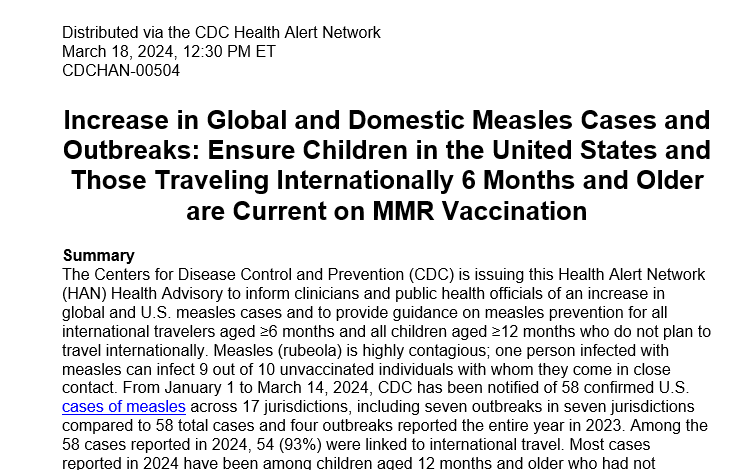 Distributed via the CDC Health Alert Network
March 18, 2024, 12:30 PM ET
CDCHAN-00504
Increase in Global and Domestic Measles Cases and
Outbreaks: Ensure Children in the United States and
Those Traveling Internationally 6 Months and Older
are Current on MMR Vaccination
Summary
The Centers for Disease Control and Prevention (CDC) is issuing this Health Alert Network
(HAN) Health Advisory to inform clinicians and public health officials of an increase in
global and U.S. measles cases and to provide guidance on measles prevention for all
international travelers aged ≥6 months and all children aged ≥12 months who do not plan to
travel internationally. Measles (rubeola) is highly contagious; one person infected with
measles can infect 9 out of 10 unvaccinated individuals with whom they come in close
contact. From January 1 to March 14, 2024, CDC has been notified of 58 confirmed U.S.
cases of measles across 17 jurisdictions, including seven outbreaks in seven jurisdictions
compared to 58 total cases and four outbreaks reported the entire year in 2023. Among the
58 cases reported in 2024, 54 (93%) were linked to international travel. Most cases
reported in 2024 have been among children aged 12 months and older who had not